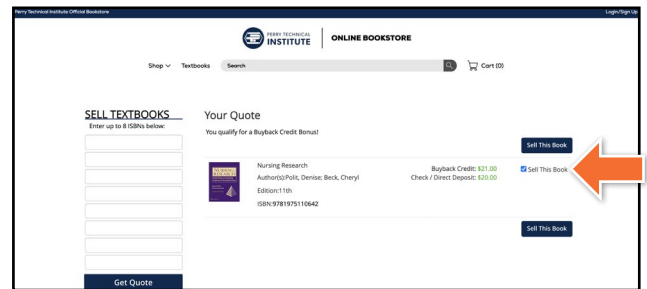 Perry Technical Institute Official Bookstore
Login/Sign Up
PERRY TECHNICAL
INSTITUTE
ONLINE BOOKSTORE
Shop
Textbooks
Search
Cart (0)
SELL TEXTBOOKS
Enter up to 8 ISBNs below:
Get Quote
Your Quote
You qualify for a Buyback Credit Bonus!
Sell This Book
NURSING
RESEARCH
Nursing Research
Author(s):Polit, Denise; Beck, Cheryl
Edition:11th
ISBN:9781975110642
Buyback Credit: $21.00
Check / Direct Deposit: $20.00
Sell This Book
Sell This Book